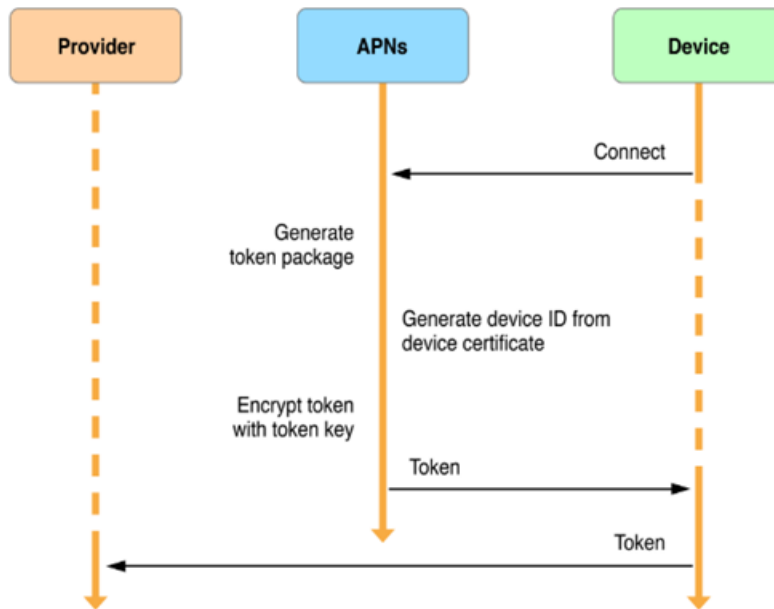 Provider
APNs
Device
Connect
Generate
token package
Generate device ID from
device certificate
Encrypt token
with token key
Token
Token